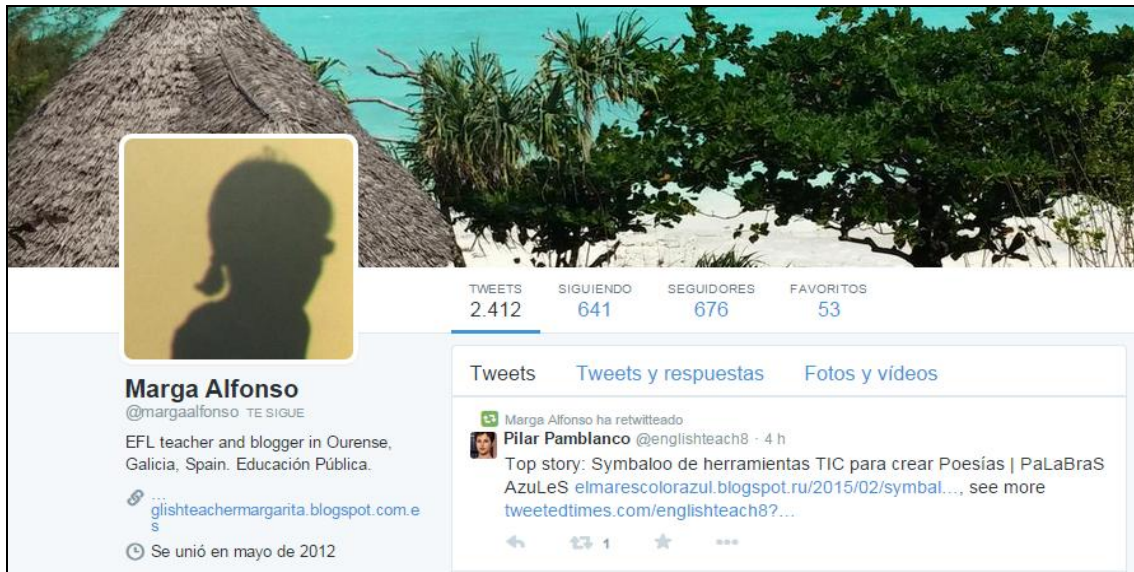 TWEETS SIGUIENDO SEGUIDORES FAVORITOS
2.412 641 676 53
Marga Alfonso
@margaalfonso TE SIGUE
EFL teacher and blogger in Ourense,
Galicia, Spain. Educación Pública.
...
glishteachermargarita.blogspot.com.e
s
Se unió en mayo de 2012
Tweets Tweets y respuestas Fotos y vídeos
Marga Alfonso ha retwitteado
Pilar Pamblanco @englishteach8 · 4 h
Top story: Symbaloo de herramientas TIC para crear Poesías | PaLaBraS
AzuLeS elmarescolorazul.blogspot.ru/2015/02/symbal…, see more
tweetedtimes.com/englishteach8?…
1